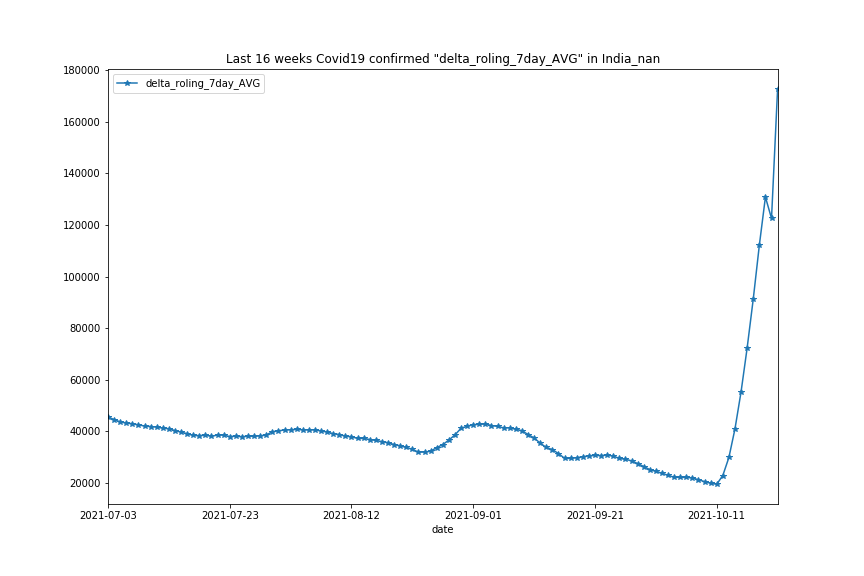 Last 16 weeks Covid19 confirmed "delta_roling_7day_AVG" in India_nan
delta_roling_7day_AVG
180000
160000
140000
120000
100000
80000
60000
40000
20000
2021-07-03 2021-07-23 2021-08-12 2021-09-01 2021-09-21 2021-10-11
date